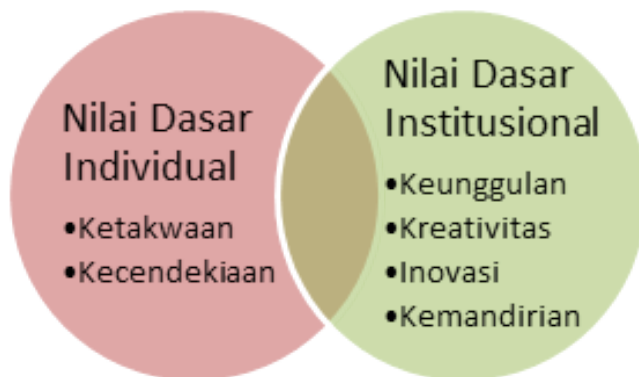 Nilai Dasar
Individual
•Ketakwaan
•Kecendekiaan
Nilai Dasar
Institusional
•Keunggulan
•Kreativitas
•Inovasi
•Kemandirian